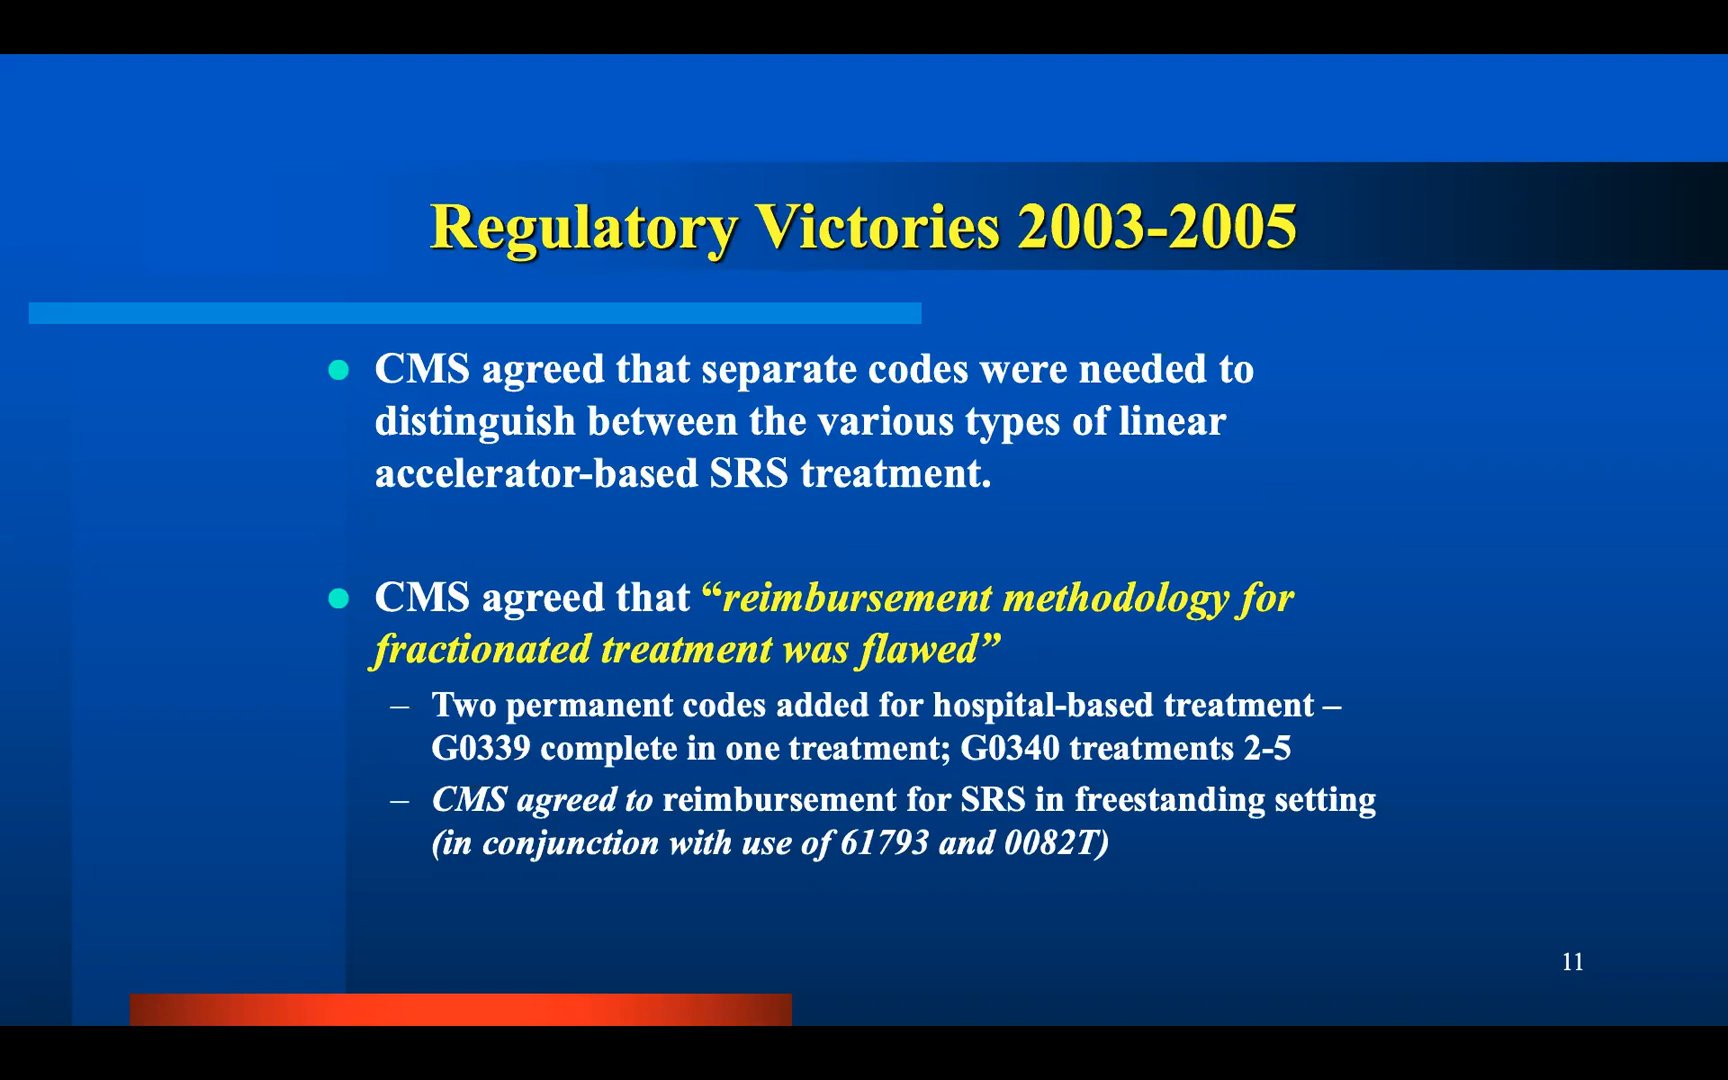 Regulatory Victories 2003-2005
CMS agreed that separate codes were needed to
distinguish between the various types of linear
accelerator-based SRS treatment.
CMS agreed that “reimbursement methodology for
fractionated treatment was flawed”
– Two permanent codes added for hospital-based treatment –
G0339 complete in one treatment; G0340 treatments 2-5
– CMS agreed to reimbursement for SRS in freestanding setting
(in conjunction with use of 61793 and 0082T)
11